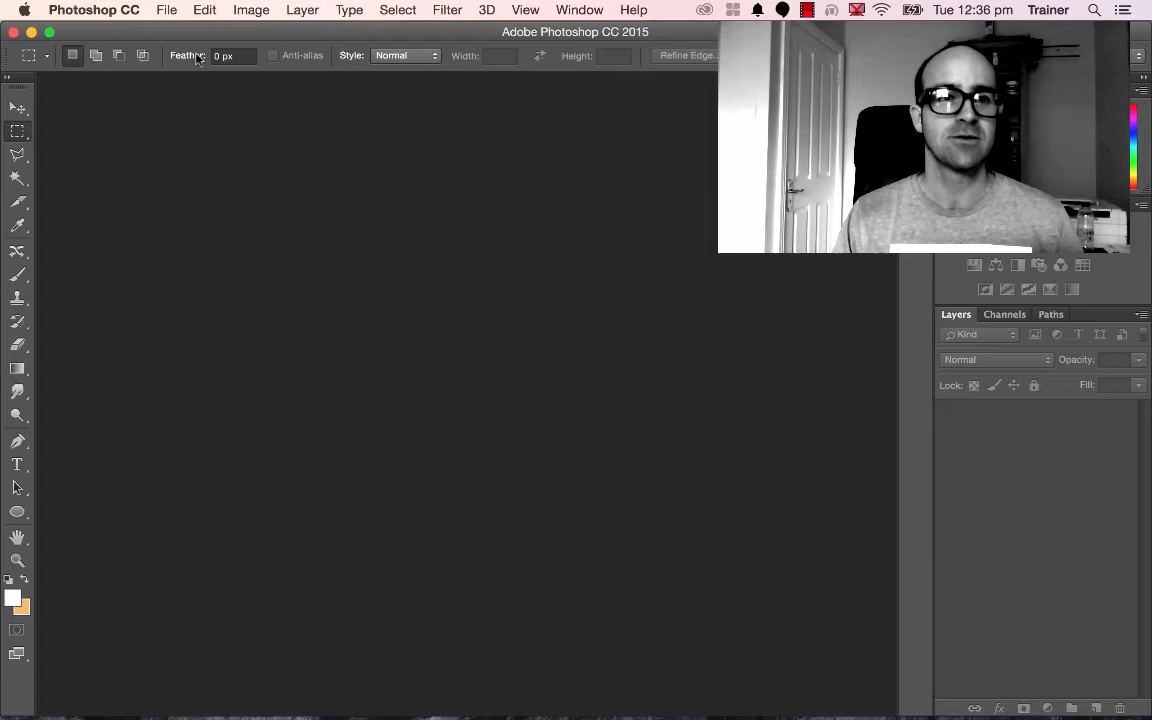 Photoshop CC File Edit Image Layer Type Select Filter 3D View Window Help Tue 12:36 pm Trainer
Adobe Photoshop CC 2015
Feather: 0 px Anti-alias Style: Normal Width: Height: Refine Edge...
Layers Channels Paths
Kind
Normal Opacity:
Lock: Fill: